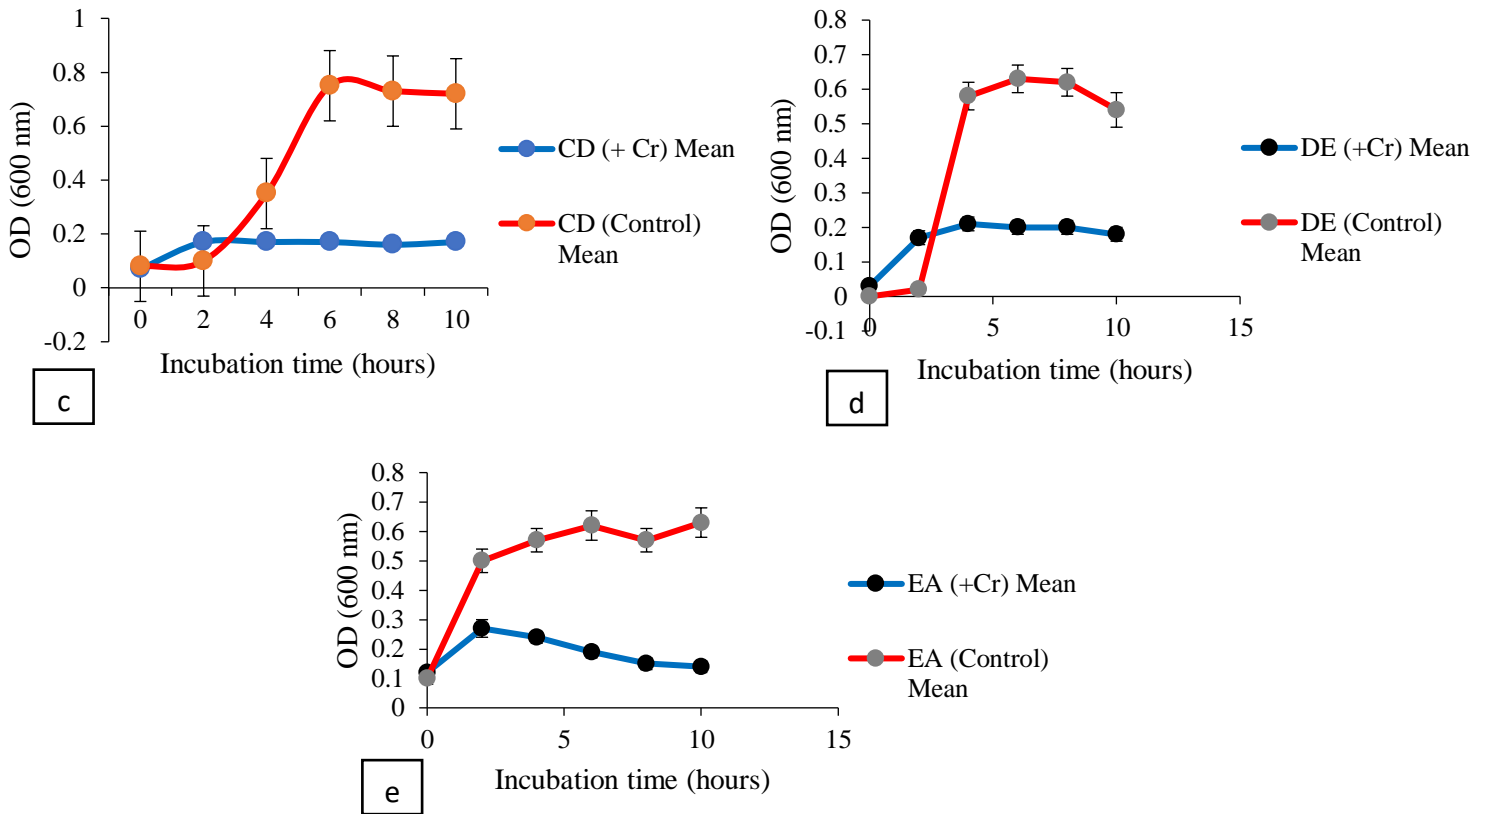 1
0.8
0.6
0.4
0.2
0
-0.2
OD (600 nm)
0 2 4 6 8 10
Incubation time (hours)
CD (+ Cr) Mean
CD (Control)
Mean
c
0.8
0.7
0.6
0.5
0.4
0.3
0.2
0.1
0
-0.1
OD (600 nm)
0 5 10 15
Incubation time (hours)
DE (+Cr) Mean
DE (Control)
Mean
d
0.8
0.7
0.6
0.5
0.4
0.3
0.2
0.1
0
OD (600 nm)
0 5 10 15
Incubation time (hours)
EA (+Cr) Mean
EA (Control)
Mean
e